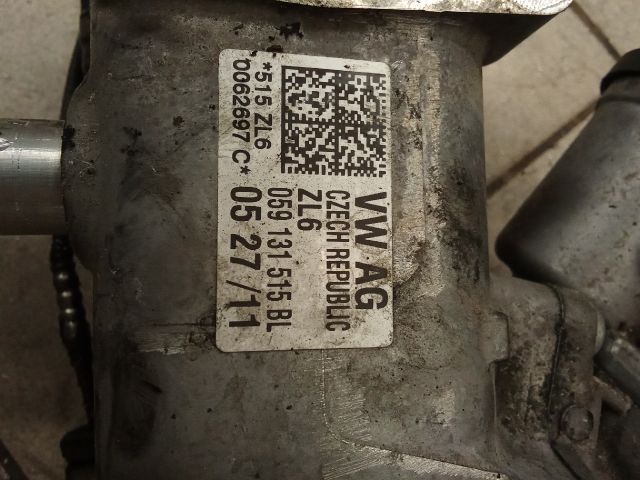 VW AG
CZECH REPUBLIC
ZL6
059 131 515 BL
05 27/11
*515 ZL6
0062697 C*